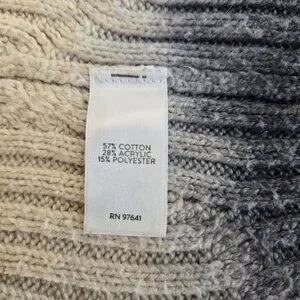 57% COTTON
28% ACRYLIC
15% POLYESTER
RN 97641